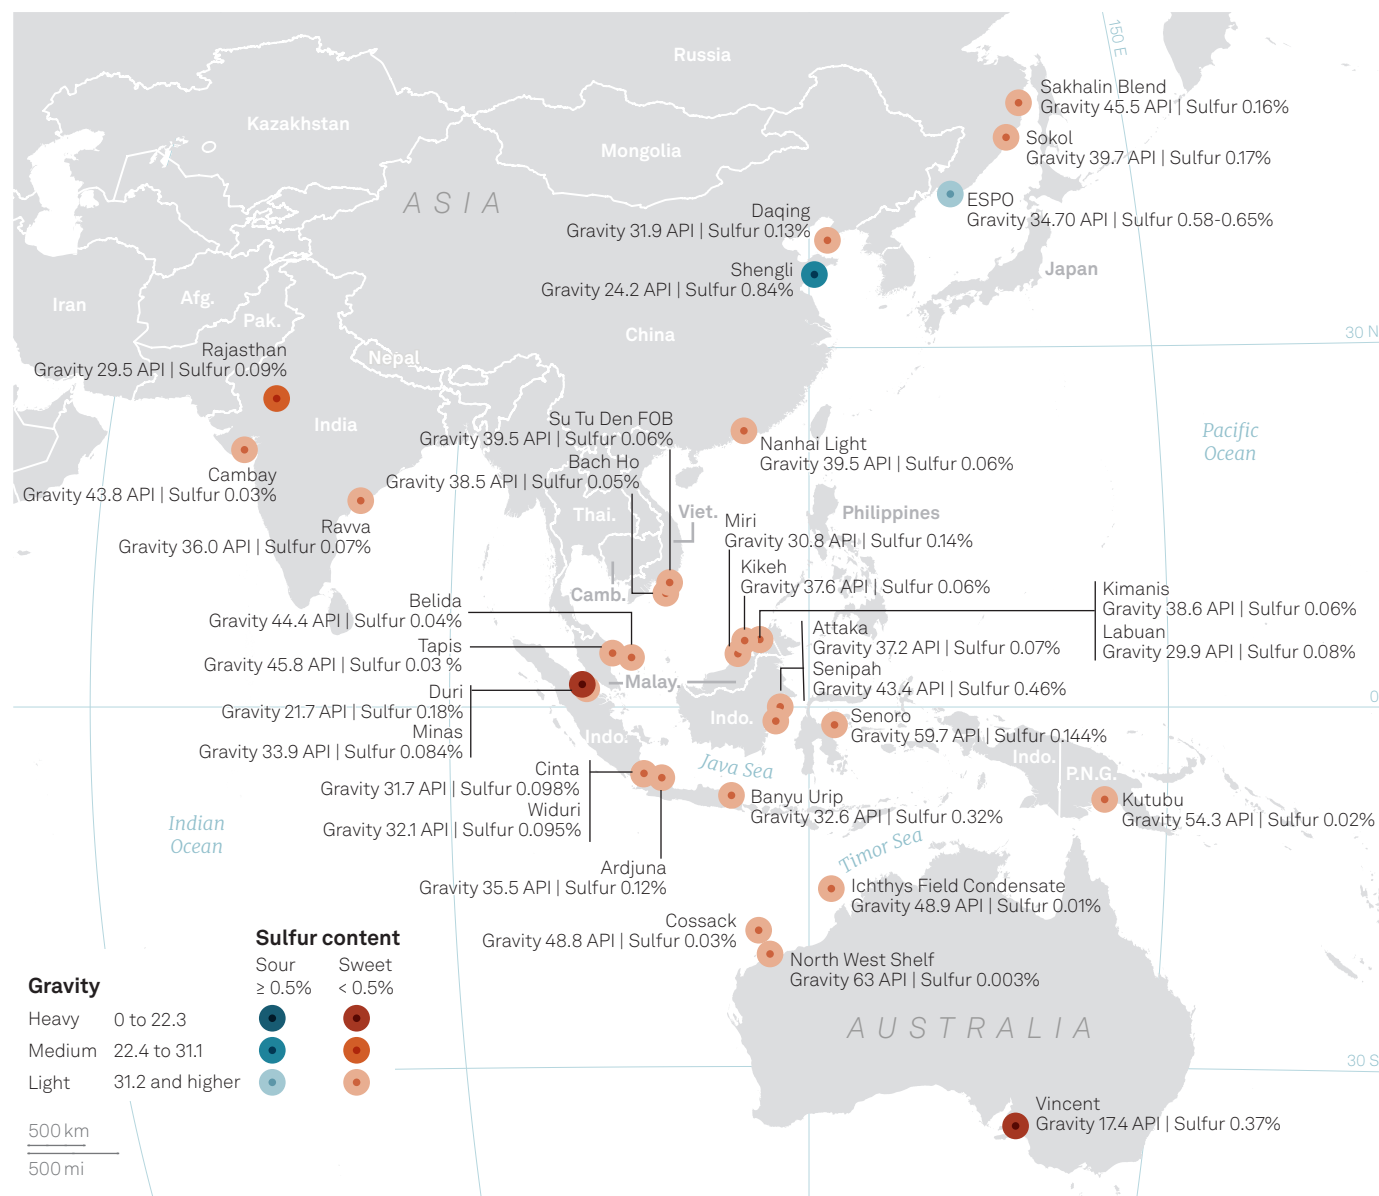 150 E
Russia
Sakhalin Blend
Gravity 45.5 API | Sulfur 0.16%
Kazakhstan
Sokol
Gravity 39.7 API | Sulfur 0.17%
Mongolia
ASIA
ESPO
Gravity 34.70 API | Sulfur 0.58-0.65%
Daqing
Gravity 31.9 API | Sulfur 0.13%
Shengli
Gravity 24.2 API | Sulfur 0.84%
Japan
Iran
Afg.
Pak.
China
30 N
Rajasthan
Gravity 29.5 API | Sulfur 0.09%
Nepal
India
Su Tu Den FOB
Gravity 39.5 API | Sulfur 0.06%
Bach Ho
Gravity 38.5 API | Sulfur 0.05%
Nanhai Light
Gravity 39.5 API | Sulfur 0.06%
Pacific
Ocean
Cambay
Gravity 43.8 API | Sulfur 0.03%
Ravva
Gravity 36.0 API | Sulfur 0.07%
Thai.
Viet.
Philippines
Miri
Gravity 30.8 API | Sulfur 0.14%
Kikeh
Gravity 37.6 API | Sulfur 0.06%
Camb.
Kimanis
Gravity 38.6 API | Sulfur 0.06%
Labuan
Gravity 29.9 API | Sulfur 0.08%
Belida
Gravity 44.4 API | Sulfur 0.04%
Tapis
Gravity 45.8 API | Sulfur 0.03 %
Attaka
Gravity 37.2 API | Sulfur 0.07%
Senipah
Gravity 43.4 API | Sulfur 0.46%
Malay.
Duri
Gravity 21.7 API | Sulfur 0.18%
Minas
Gravity 33.9 API | Sulfur 0.084%
0
Indo.
Senoro
Gravity 59.7 API | Sulfur 0.144%
Indo.
Indo.
P.N.G.
Java Sea
Cinta
Gravity 31.7 API | Sulfur 0.098%
Widuri
Gravity 32.1 API | Sulfur 0.095%
Banyu Urip
Gravity 32.6 API | Sulfur 0.32%
Kutubu
Gravity 54.3 API | Sulfur 0.02%
Indian
Ocean
Timor Sea
Ardjuna
Gravity 35.5 API | Sulfur 0.12%
Ichthys Field Condensate
Gravity 48.9 API | Sulfur 0.01%
Cossack
Gravity 48.8 API | Sulfur 0.03%
North West Shelf
Gravity 63 API | Sulfur 0.003%
AUSTRALIA
30 S
Vincent
Gravity 17.4 API | Sulfur 0.37%
Sulfur content
Sour
≥ 0.5%
Sweet
< 0.5%
Gravity
Heavy 0 to 22.3
Medium 22.4 to 31.1
Light 31.2 and higher
500 km
500 mi